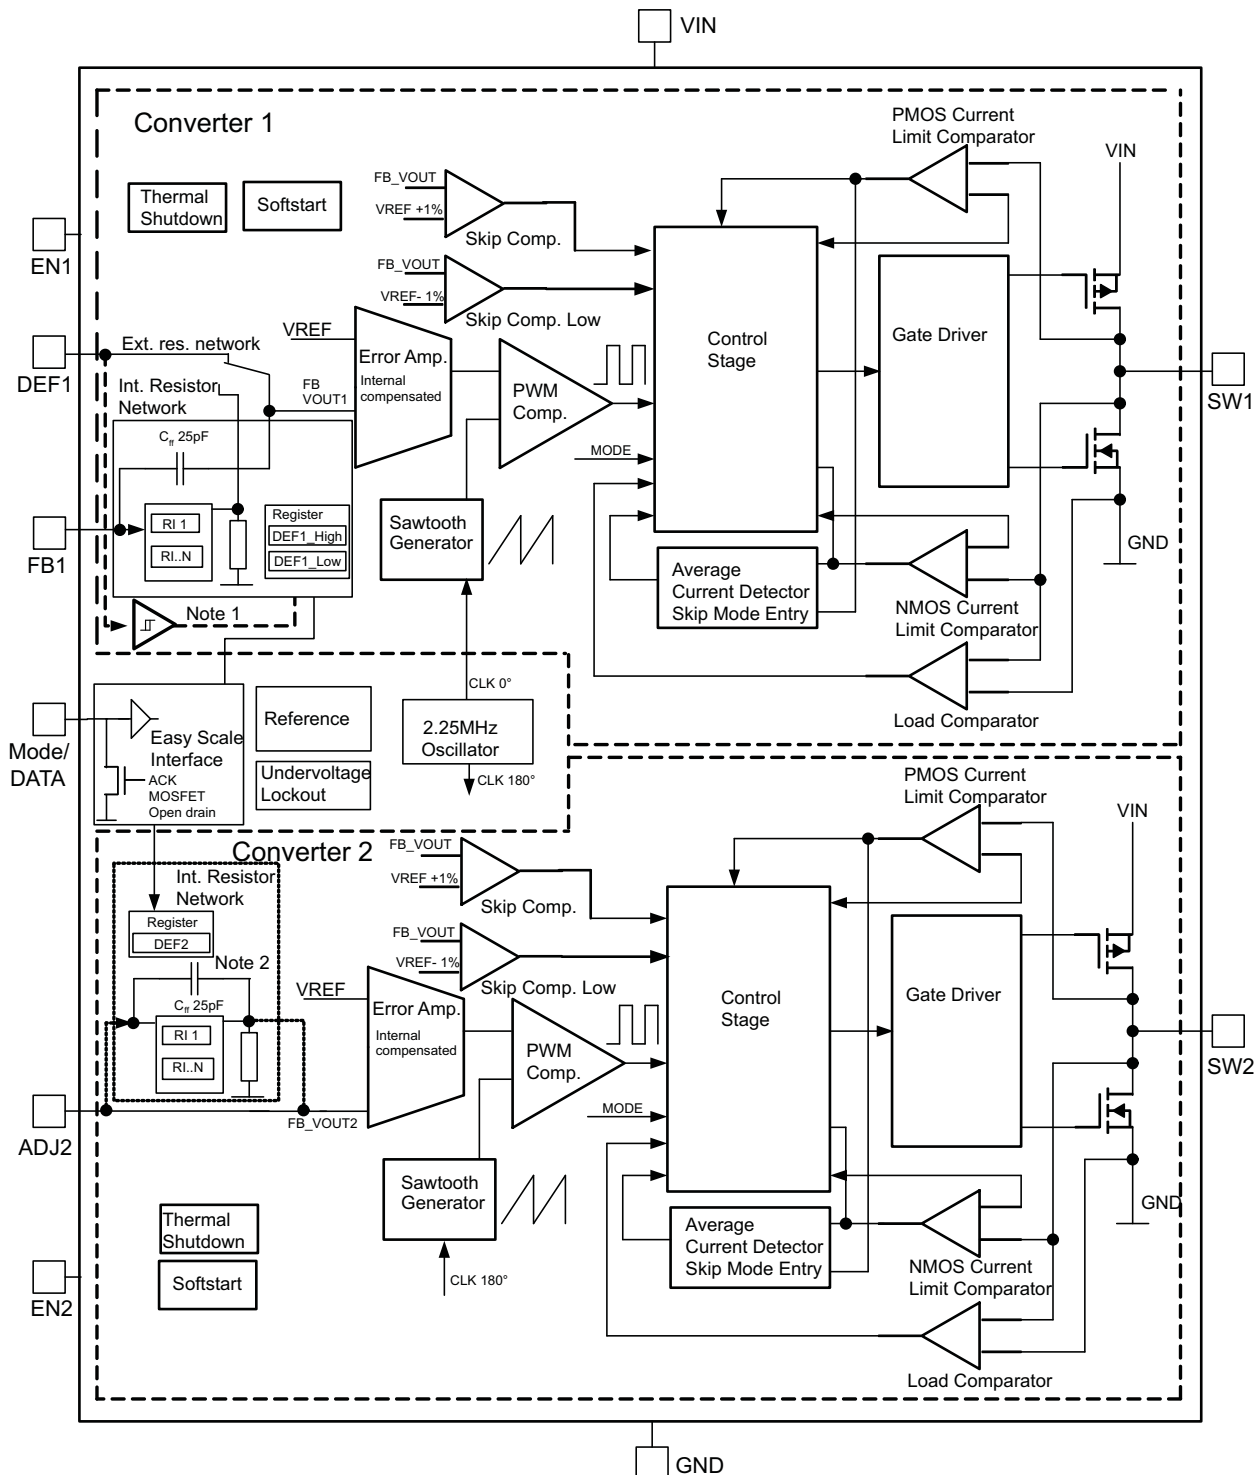 VIN
Converter 1
PMOS Current
Limit Comparator
VIN
Thermal
Shutdown
Softstart
FB_VOUT
VREF +1%
Skip Comp.
EN1
FB_VOUT
VREF- 1%
Skip Comp. Low
VREF
Ext. res. network
DEF1
Int. Resistor
Network
FB
VOUT1
Error Amp.
Internal
compensated
PWM
Comp.
Control
Stage
Gate Driver
SW1
Cff 25pF
MODE
RI 1
RI..N
Register
DEF1_High
DEF1_Low
FB1
Sawtooth
Generator
Average
Current Detector
Skip Mode Entry
GND
NMOS Current
Limit Comparator
Note 1
CLK 0°
Load Comparator
Mode/
DATA
Easy Scale
Interface
ACK
MOSFET
Open drain
Reference
Undervoltage
Lockout
2.25MHz
Oscillator
CLK 180°
PMOS Current
Limit Comparator
VIN
Converter 2
FB_VOUT
VREF +1%
Skip Comp.
Int. Resistor
Network
Register
DEF2
Note 2
FB_VOUT
VREF- 1%
Skip Comp. Low
VREF
Cff 25pF
RI 1
RI..N
Error Amp.
Internal
compensated
PWM
Comp.
Control
Stage
Gate Driver
SW2
MODE
ADJ2
FB_VOUT2
Sawtooth
Generator
Thermal
Shutdown
Softstart
EN2
CLK 180°
Average
Current Detector
Skip Mode Entry
GND
NMOS Current
Limit Comparator
Load Comparator
GND